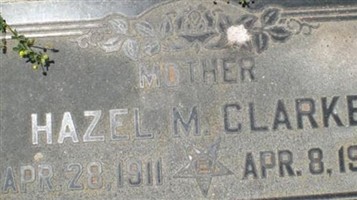 MOTHER
HAZEL M. CLARKE
APR. 28, 1911 APR. 8, 19